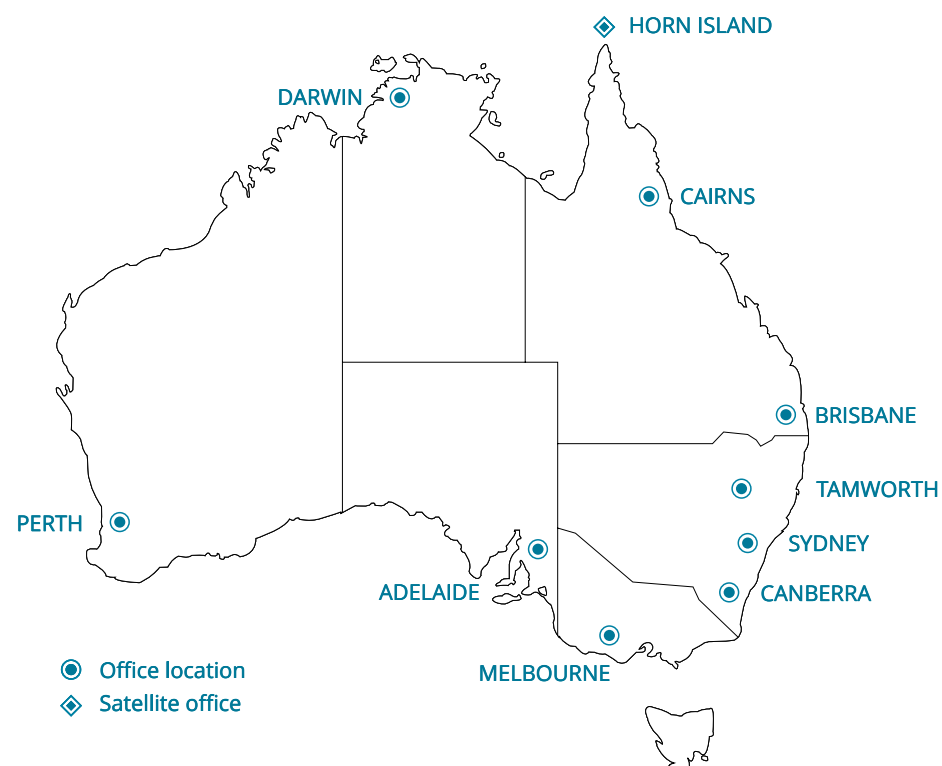 HORN ISLAND
DARWIN
CAIRNS
BRISBANE
TAMWORTH
PERTH
SYDNEY
ADELAIDE
CANBERRA
MELBOURNE
Office location
Satellite office